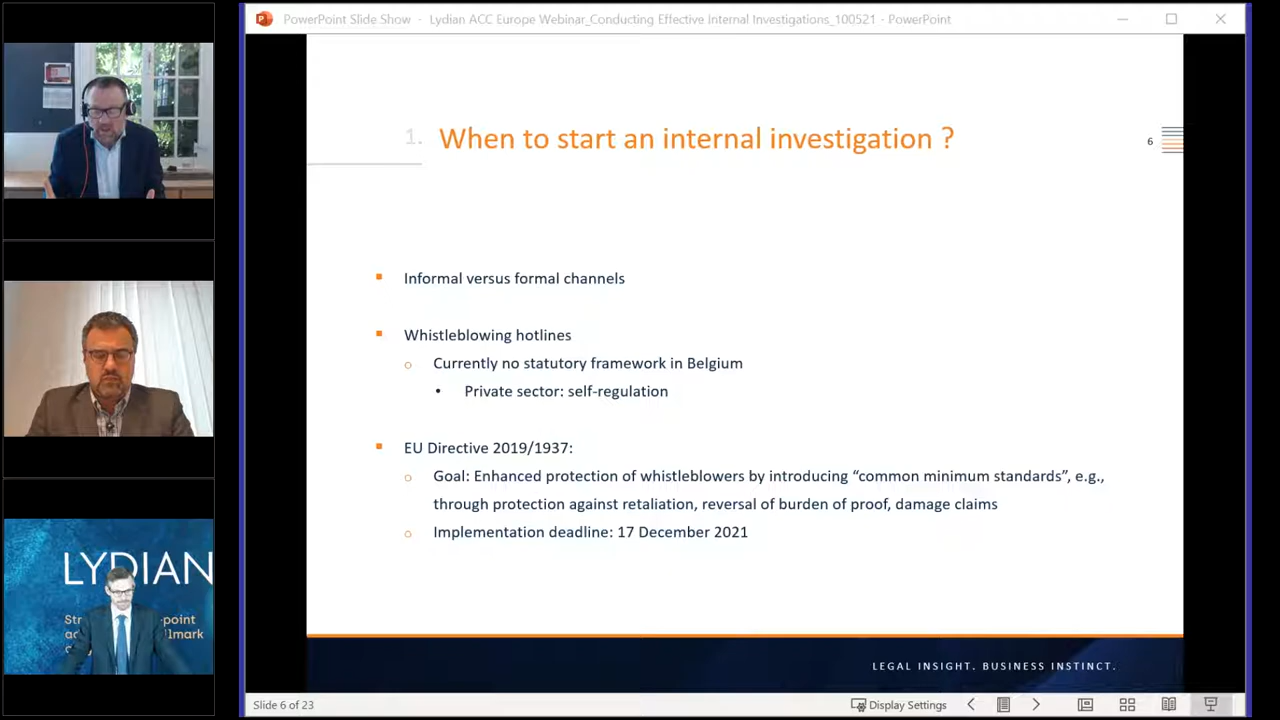 PowerPoint Slide Show - Lydian ACC Europe Webinar_Conducting Effective Internal Investigations_100521 - PowerPoint
1. When to start an internal investigation ?
6
Informal versus formal channels
Whistleblowing hotlines
Currently no statutory framework in Belgium
Private sector: self-regulation
EU Directive 2019/1937:
Goal: Enhanced protection of whistleblowers by introducing “common minimum standards”, e.g.,
through protection against retaliation, reversal of burden of proof, damage claims
Implementation deadline: 17 December 2021
LEGAL INSIGHT. BUSINESS INSTINCT.
Slide 6 of 23
Display Settings
LYDIAN